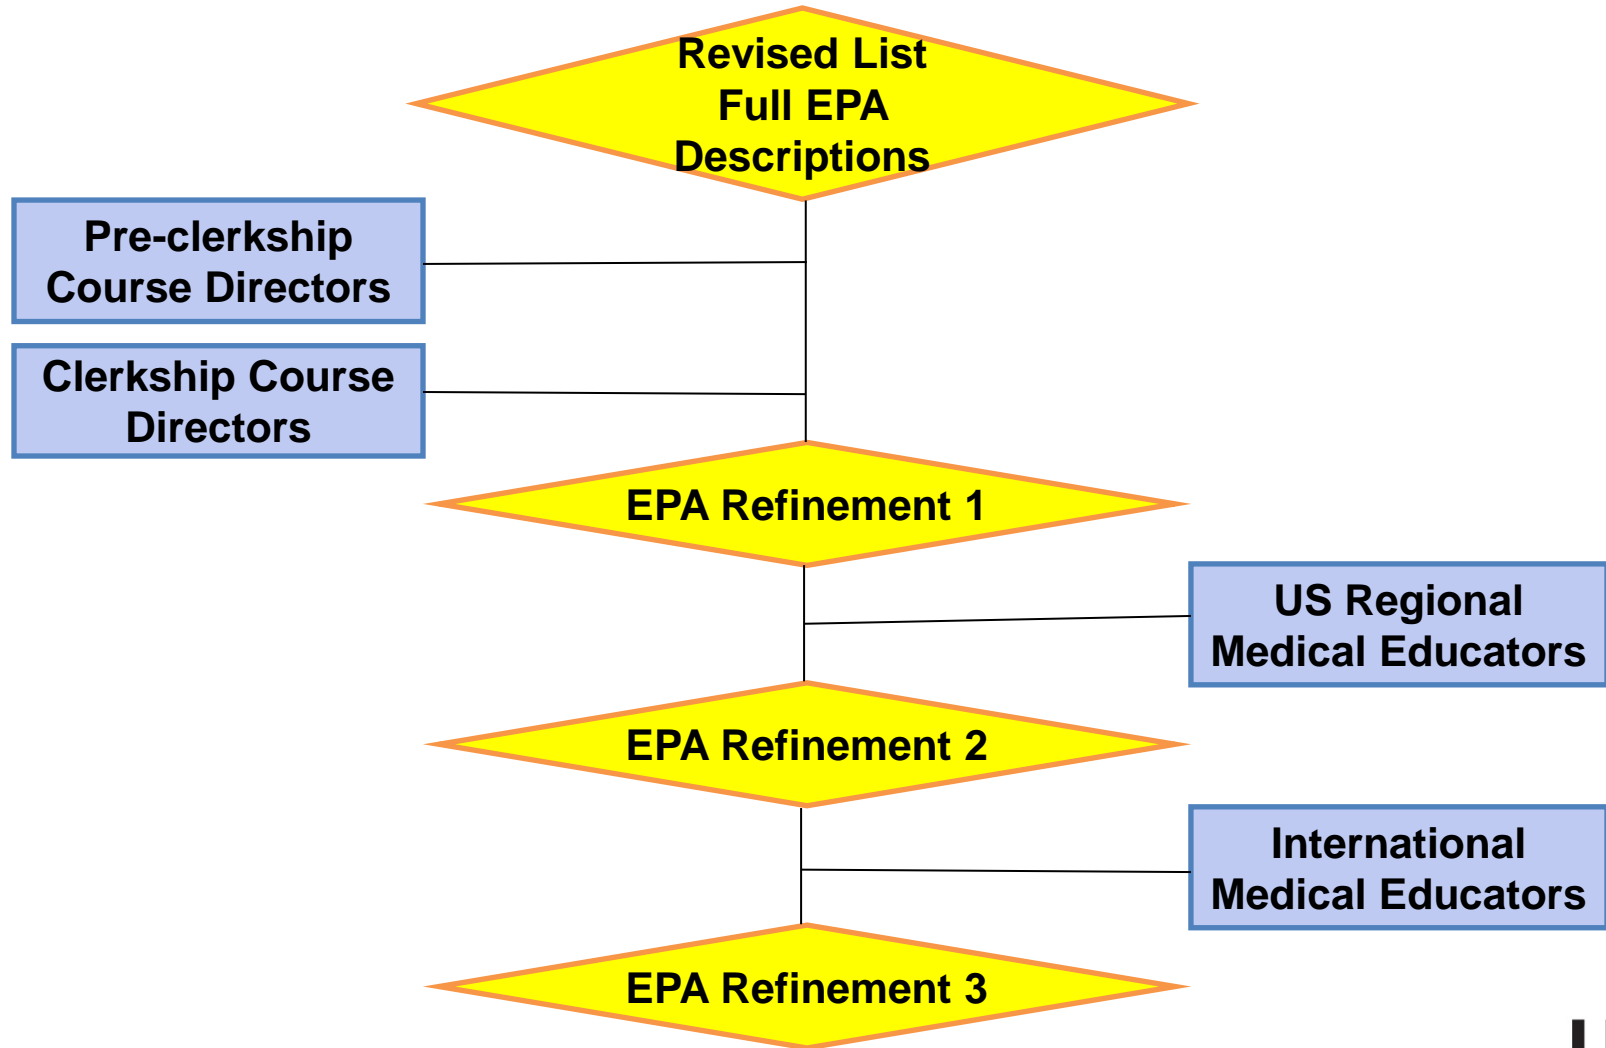 Revised List
Full EPA
Descriptions
Pre-clerkship
Course Directors
Clerkship Course
Directors
EPA Refinement 1
US Regional
Medical Educators
EPA Refinement 2
International
Medical Educators
EPA Refinement 3